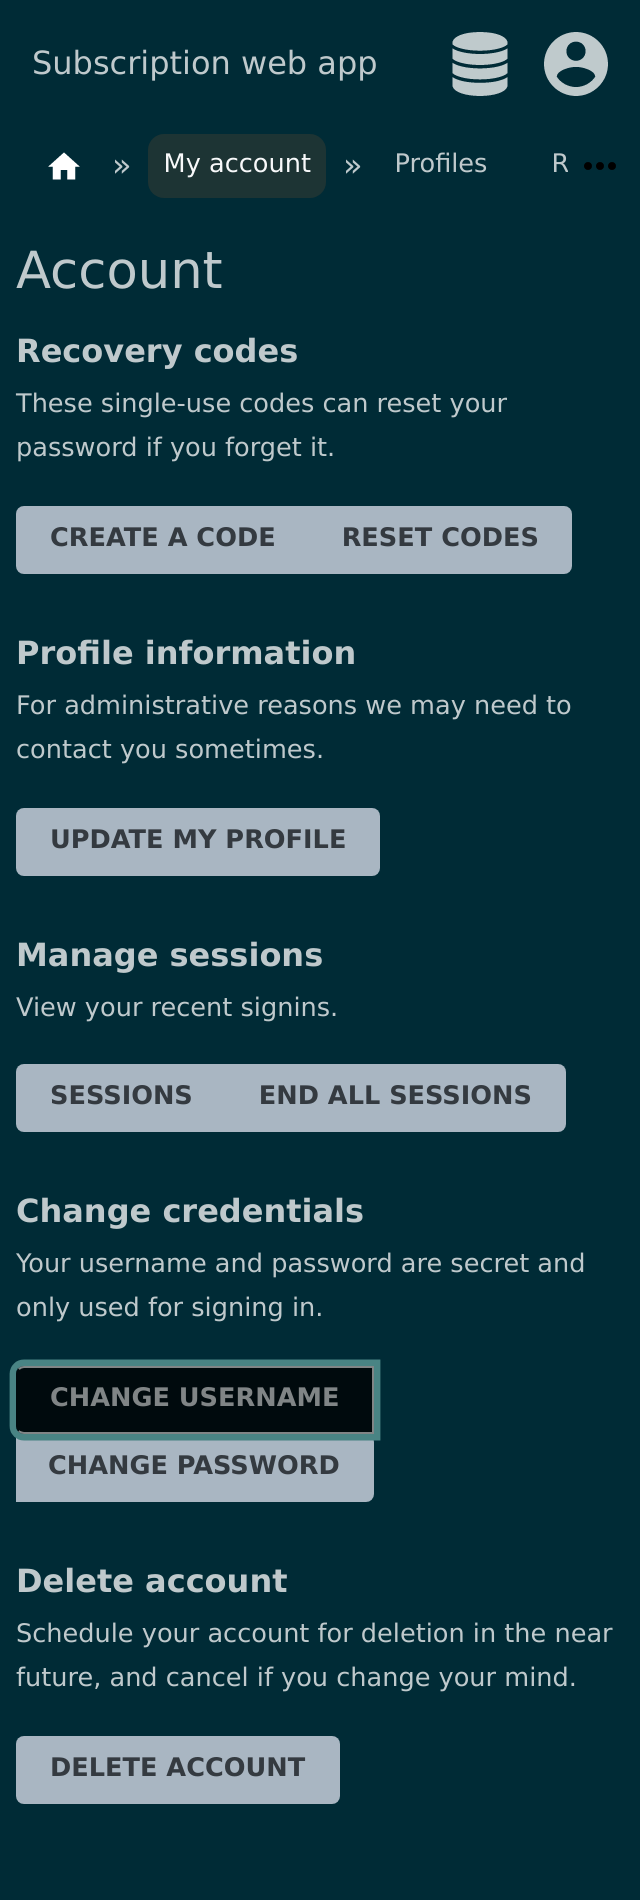 Subscription web app
» My account » Profiles R
Account
Recovery codes
These single-use codes can reset your
password if you forget it.
CREATE A CODE RESET CODES
Profile information
For administrative reasons we may need to
contact you sometimes.
UPDATE MY PROFILE
Manage sessions
View your recent signins.
SESSIONS END ALL SESSIONS
Change credentials
Your username and password are secret and
only used for signing in.
CHANGE USERNAME
CHANGE PASSWORD
Delete account
Schedule your account for deletion in the near
future, and cancel if you change your mind.
DELETE ACCOUNT